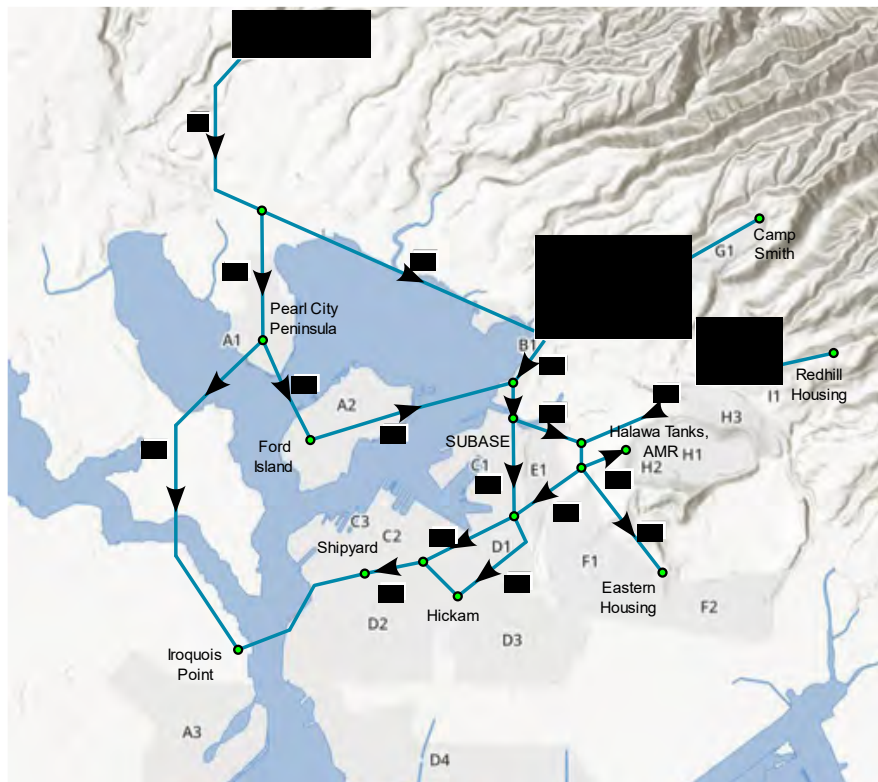 Camp
Smith
G1
Pearl City
Peninsula
A1
B1
Redhill
Housing
I1
A2
H3
Ford
Island
SUBASE
Halawa Tanks,
AMR
H1
H2
C1
E1
C3
C2
Shipyard
D1
F1
Eastern
Housing
F2
Hickam
D2
D3
Iroquois
Point
A3
D4